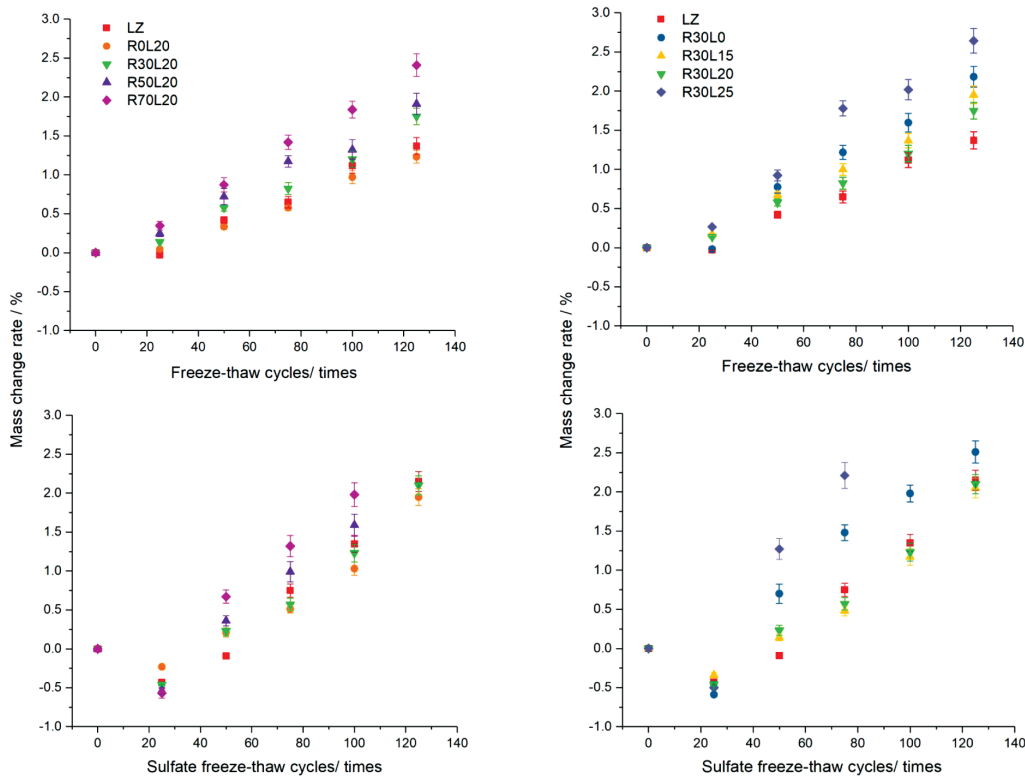 3.0
2.5
2.0
1.5
1.0
0.5
0.0
-0.5
-1.0
LZ
R0L20
R30L20
R50L20
R70L20
0 20 40 60 80 100 120 140
Freeze-thaw cycles/ times
3.0
2.5
2.0
1.5
1.0
0.5
0.0
-0.5
-1.0
LZ
R30L0
R30L15
R30L20
R30L25
0 20 40 60 80 100 120 140
Freeze-thaw cycles/ times
Mass change rate / %
Mass change rate / %
3.0
2.5
2.0
1.5
1.0
0.5
0.0
-0.5
-1.0
0 20 40 60 80 100 120 140
Sulfate freeze-thaw cycles/ times
3.0
2.5
2.0
1.5
1.0
0.5
0.0
-0.5
-1.0
0 20 40 60 80 100 120 140
Sulfate freeze-thaw cycles/ times